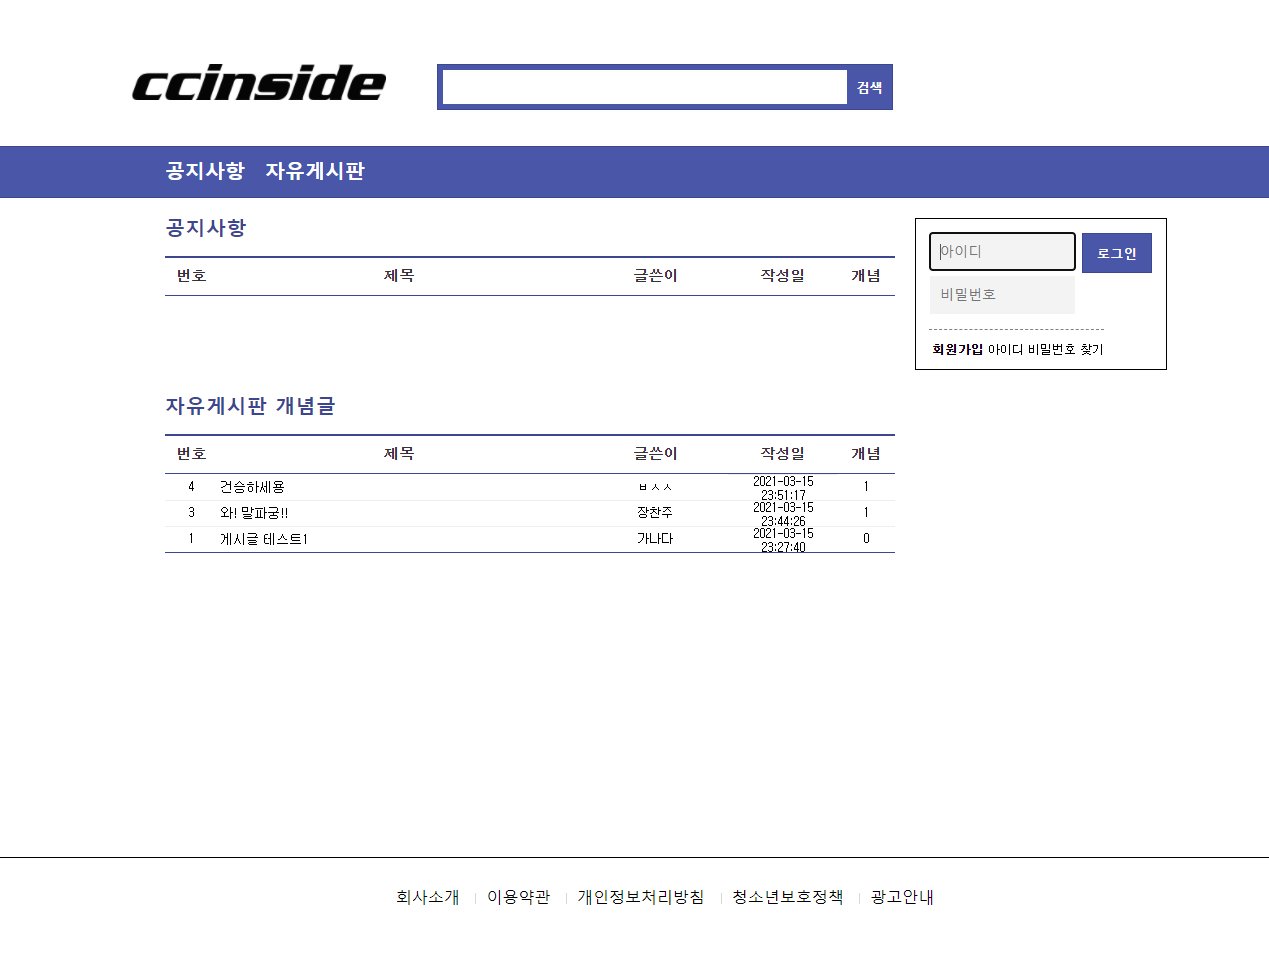 ccinside
검색
공지사항 자유게시판
공지사항
번호 제목 글쓴이 작성일 개념
아이디
로그인
비밀번호
회원가입 아이디 비밀번호 찾기
자유게시판 개념글
번호 제목 글쓴이 작성일 개념
4 건승하세용 ㅂㅅㅅ 2021-03-15 23:51:17 1
3 와! 말파궁!! 장찬주 2021-03-15 23:44:26 1
1 게시글 테스트1 가나다 2021-03-15 23:27:40 0
회사소개 이용약관 개인정보처리방침 청소년보호정책 광고안내